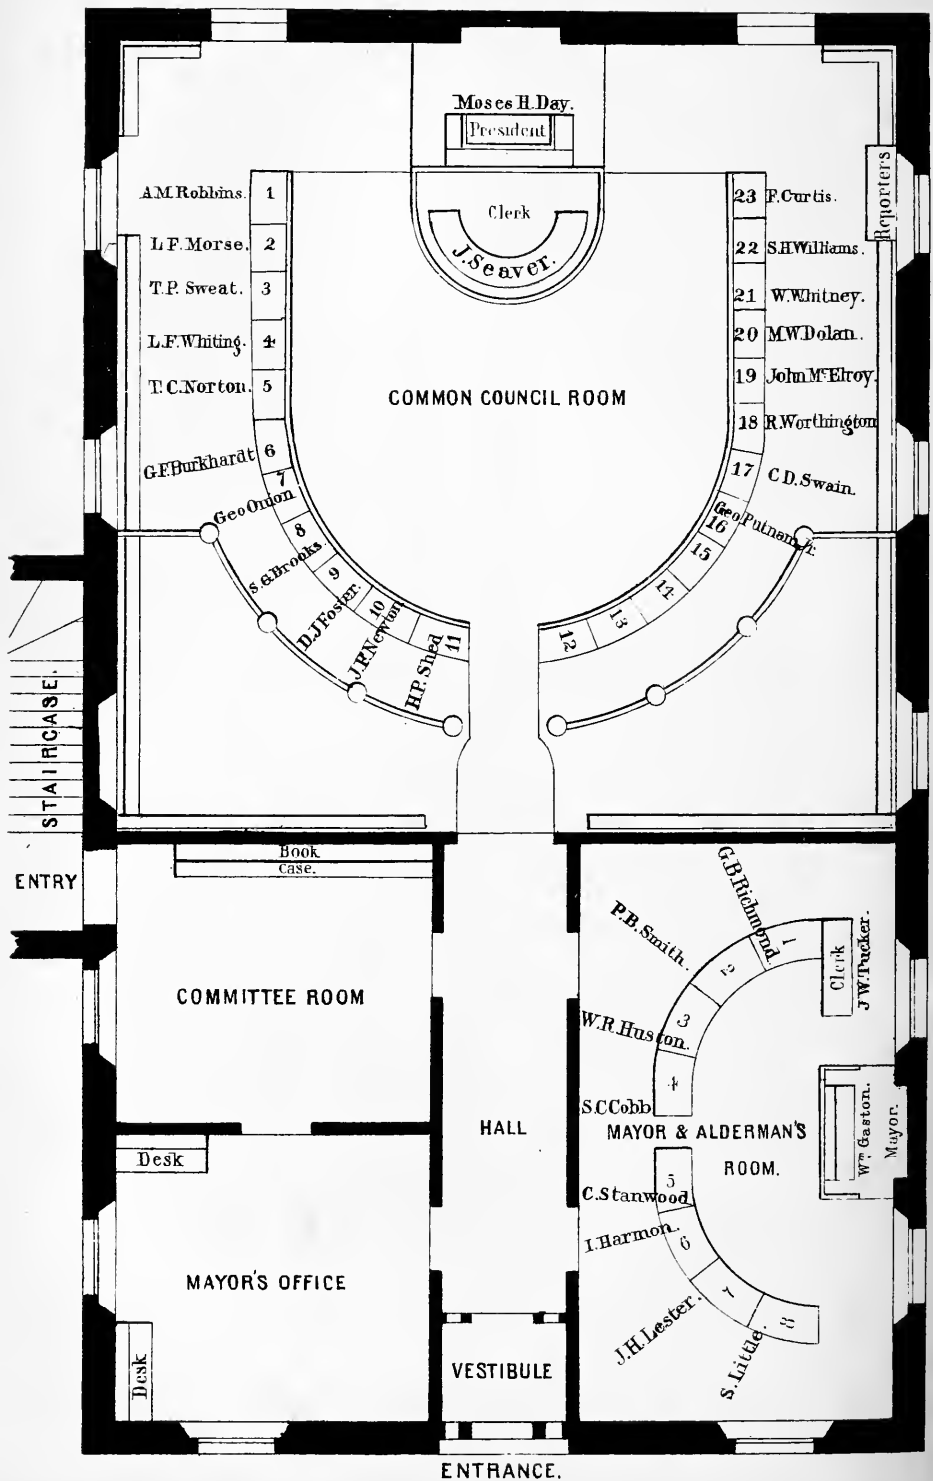 Moses H. Day.
President
Clerk
J. Seaver.
Reporters
A.M. Robbins. 1
L.F. Morse. 2
T.P. Sweat. 3
L.F. Whiting. 4
T.C. Norton. 5
G.F. Burkhardt 6
Geo Onion 7
S.G. Brooks. 8
D.J Foster. 9
J.P. Newton 10
H.P. Shed 11
COMMON COUNCIL ROOM
23 F. Curtis.
22 S.H. Williams.
21 W. Whitney.
20 M.W. Dolan.
19 John McElroy.
18 R. Worthington
17 C D. Swain.
16 Geo. Putnam Jr.
15
14
13
12
STAIRCASE.
ENTRY
Book
Case.
COMMITTEE ROOM
Desk
MAYOR'S OFFICE
Desk
HALL
VESTIBULE
ENTRANCE.
G.B. Richmond. 1
P.B. Smith. 2
W.R. Huston. 3
S.C Cobb 4
Clerk
J W. Tucker.
MAYOR & ALDERMAN'S
ROOM.
Wm. Gaston.
Mayor.
5
C. Stanwood
I. Harmon. 6
J.H. Lester. 7
S. Little. 8